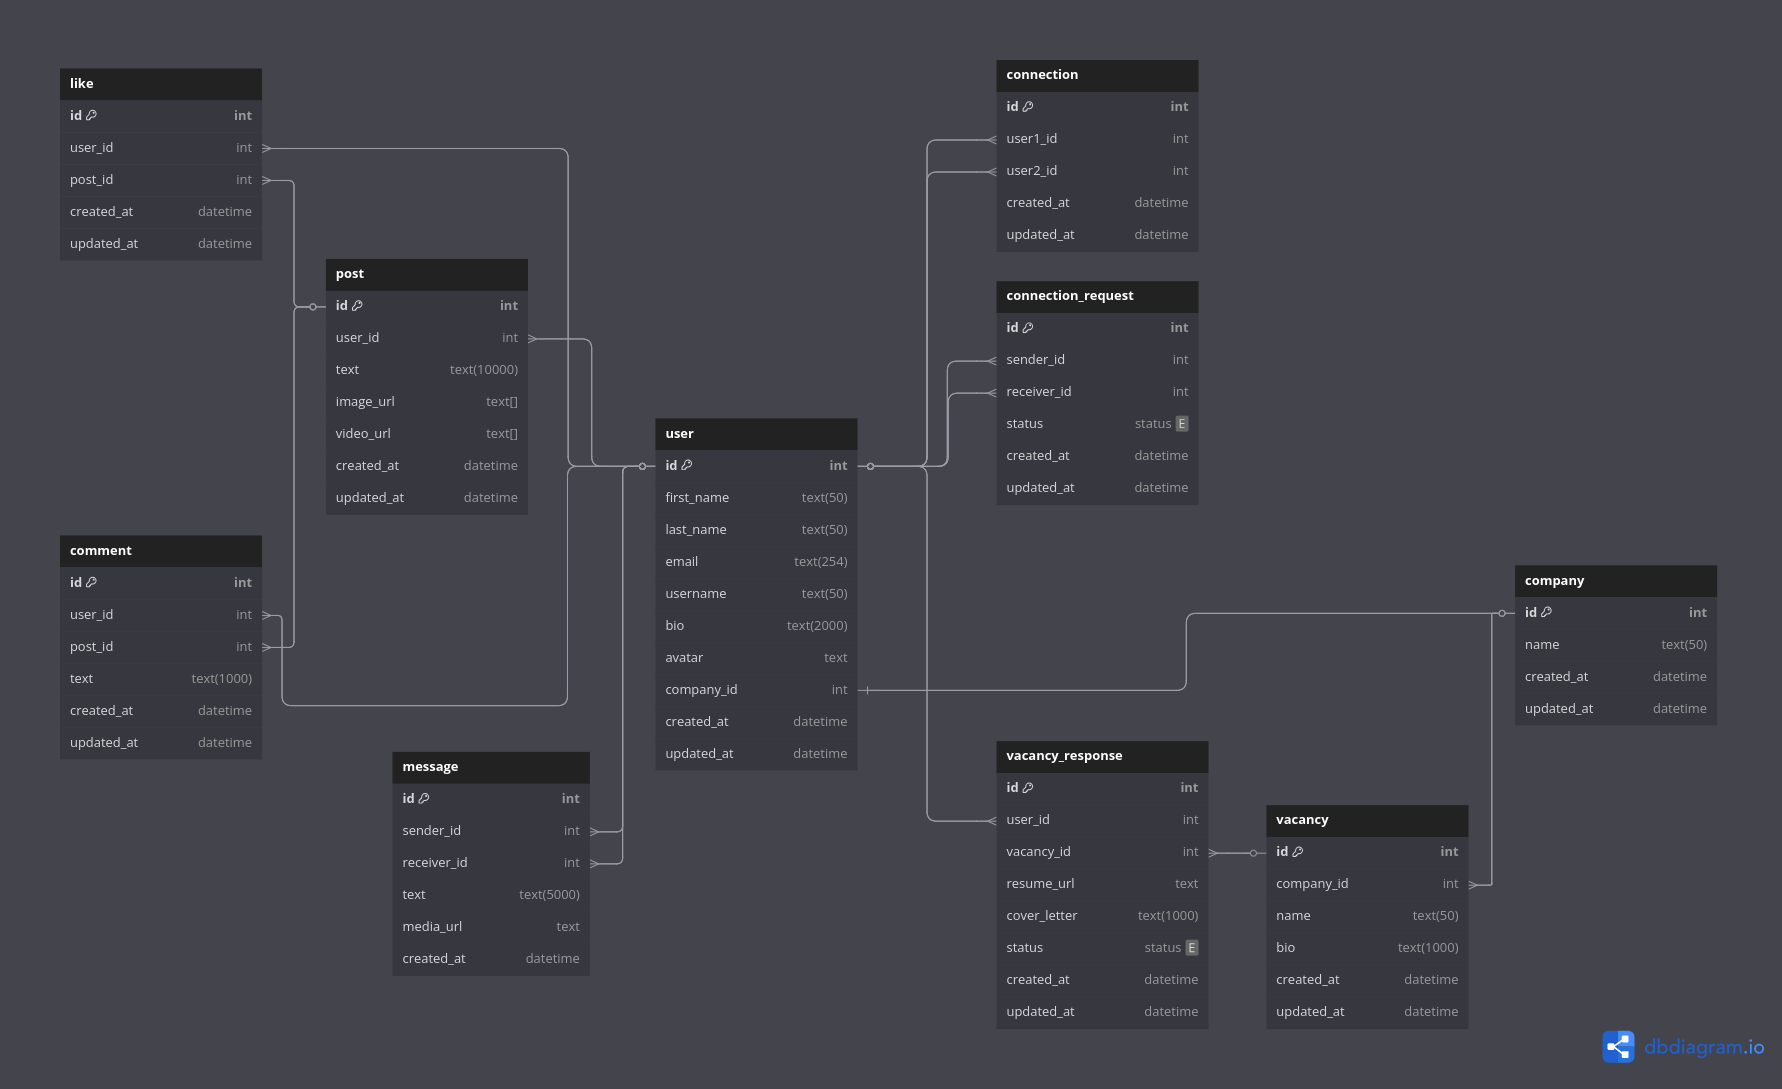 like
id int
user_id int
post_id int
created_at datetime
updated_at datetime
post
id int
user_id int
text text(10000)
image_url text[]
video_url text[]
created_at datetime
updated_at datetime
comment
id int
user_id int
post_id int
text text(1000)
created_at datetime
updated_at datetime
message
id int
sender_id int
receiver_id int
text text(5000)
media_url text
created_at datetime
user
id int
first_name text(50)
last_name text(50)
email text(254)
username text(50)
bio text(2000)
avatar text
company_id int
created_at datetime
updated_at datetime
connection
id int
user1_id int
user2_id int
created_at datetime
updated_at datetime
connection_request
id int
sender_id int
receiver_id int
status status E
created_at datetime
updated_at datetime
vacancy_response
id int
user_id int
vacancy_id int
resume_url text
cover_letter text(1000)
status status E
created_at datetime
updated_at datetime
vacancy
id int
company_id int
name text(50)
bio text(1000)
created_at datetime
updated_at datetime
company
id int
name text(50)
created_at datetime
updated_at datetime
dbdiagram.io